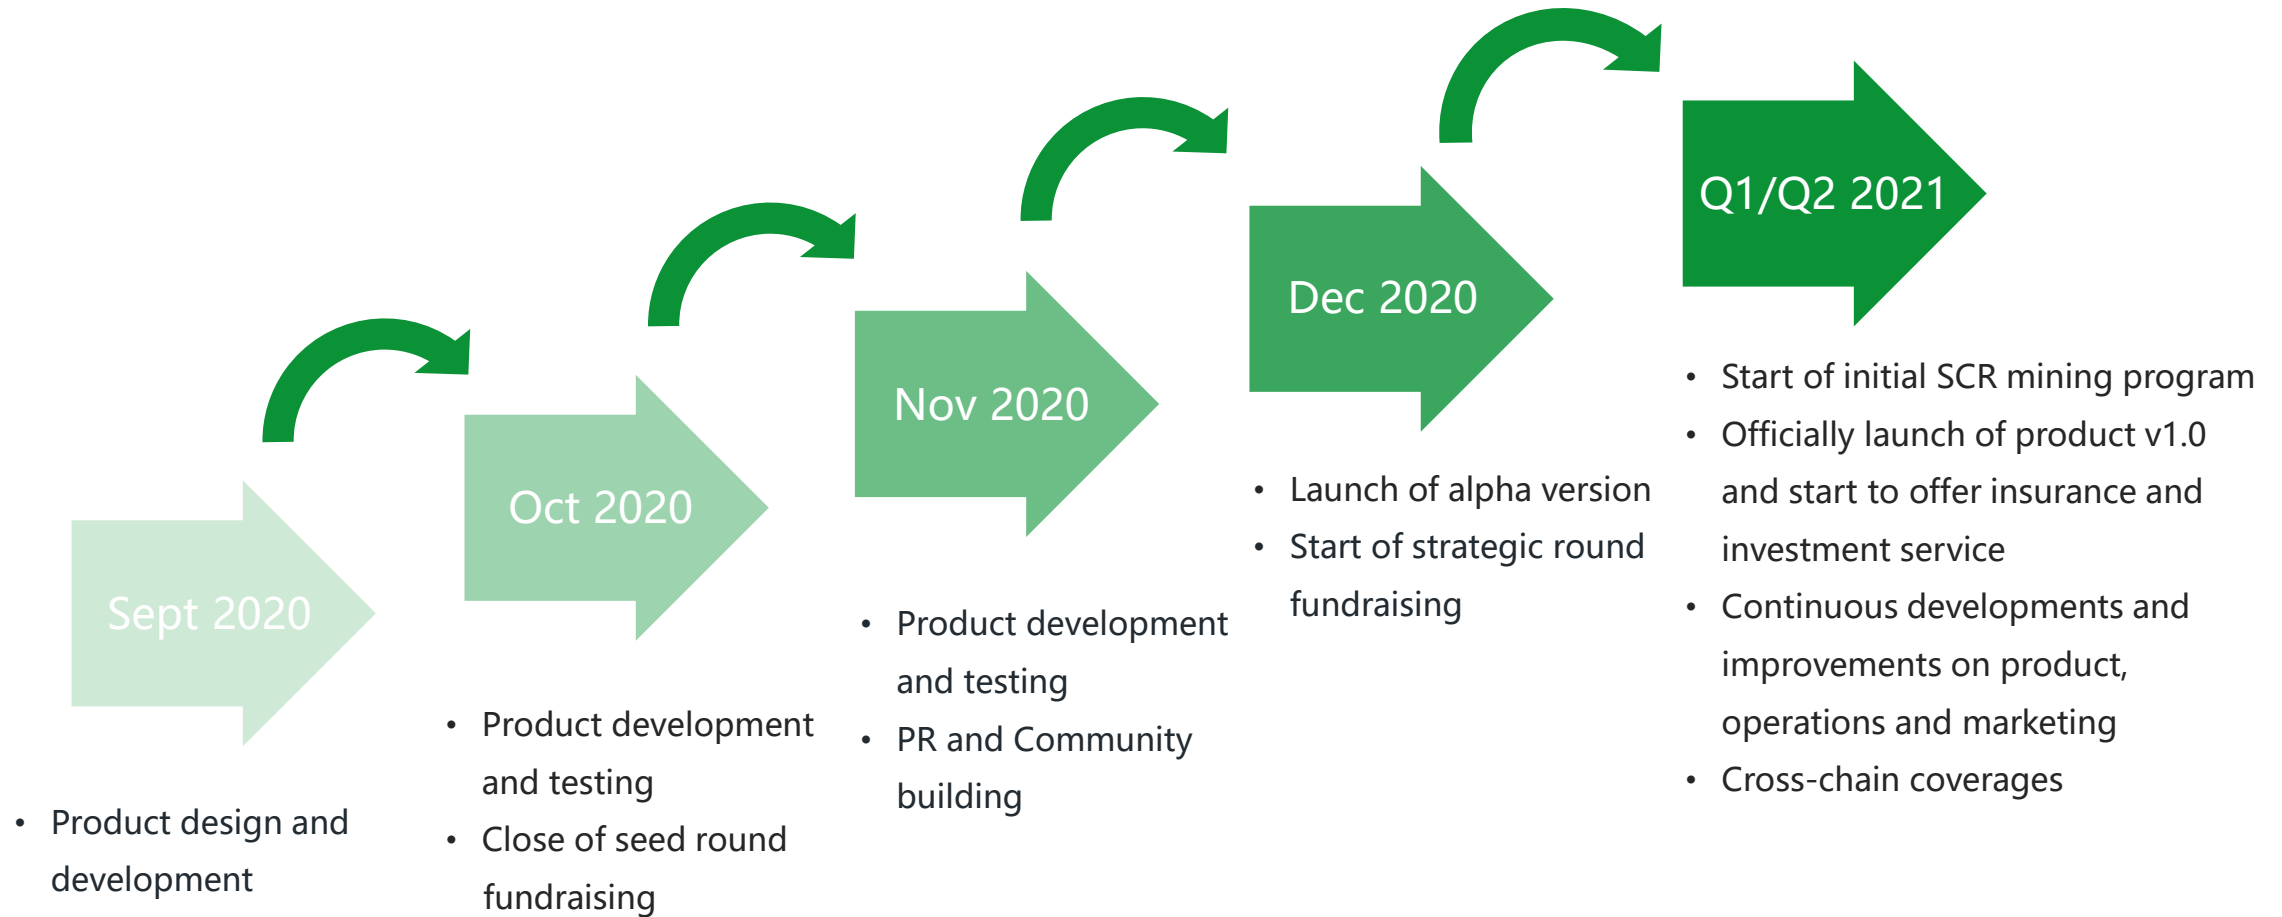 Sept 2020
• Product design and
development
Oct 2020
• Product development
and testing
• Close of seed round
fundraising
Nov 2020
• Product development
and testing
• PR and Community
building
Dec 2020
• Launch of alpha version
• Start of strategic round
fundraising
Q1/Q2 2021
• Start of initial SCR mining program
• Officially launch of product v1.0
and start to offer insurance and
investment service
• Continuous developments and
improvements on product,
operations and marketing
• Cross-chain coverages